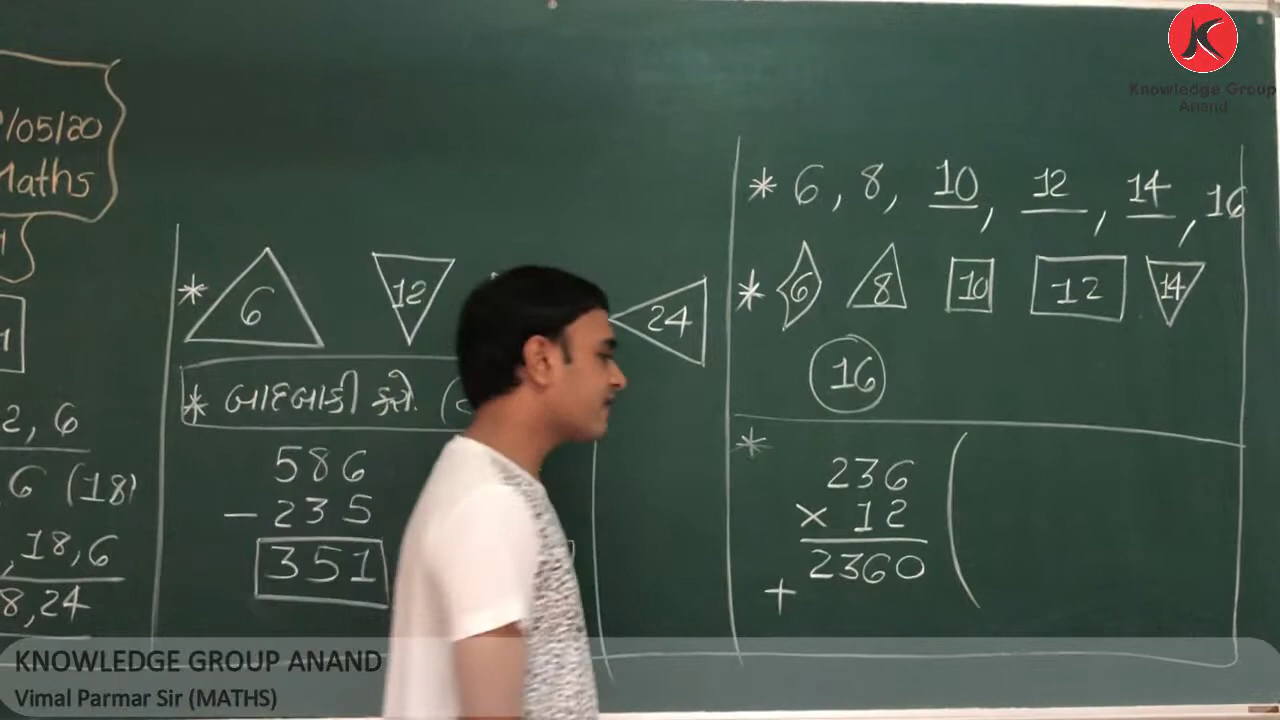 /05/20
Maths
2, 6
6 (18)
, 18, 6
8, 24
* 6 12 24
* બાદબાકી કરો.
586
- 235
351
* 6, 8, 10, 12, 14, 16
* 6 8 10 12 14
16
*
236
× 12
2360
+
Knowledge Group
Anand
KNOWLEDGE GROUP ANAND
Vimal Parmar Sir (MATHS)